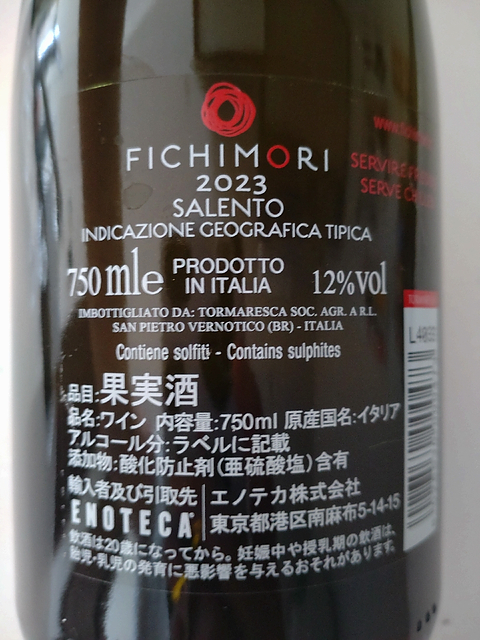 FICHIMORI
2023
SALENTO
INDICAZIONE GEOGRAFICA TIPICA
SERVIRE
SERVE
750 mle PRODOTTO IN ITALIA 12%vol
IMBOTTIGLIATO DA: TORMARESCA SOC. AGR. A R.L.
SAN PIETRO VERNOTICO (BR) - ITALIA
Contiene solfiti - Contains sulphites
品目:果実酒
品名:ワイン 内容量:750ml 原産国名:イタリア
アルコール分:ラベルに記載
添加物:酸化防止剤(亜硫酸塩)含有
輸入者及び引取先 エノテカ株式会社
ENOTECA 東京都港区南麻布5-14-15
飲酒は20歳になってから。妊娠中や授乳期の飲酒は、
胎児・乳児の発育に悪影響を与えるおそれがあります。